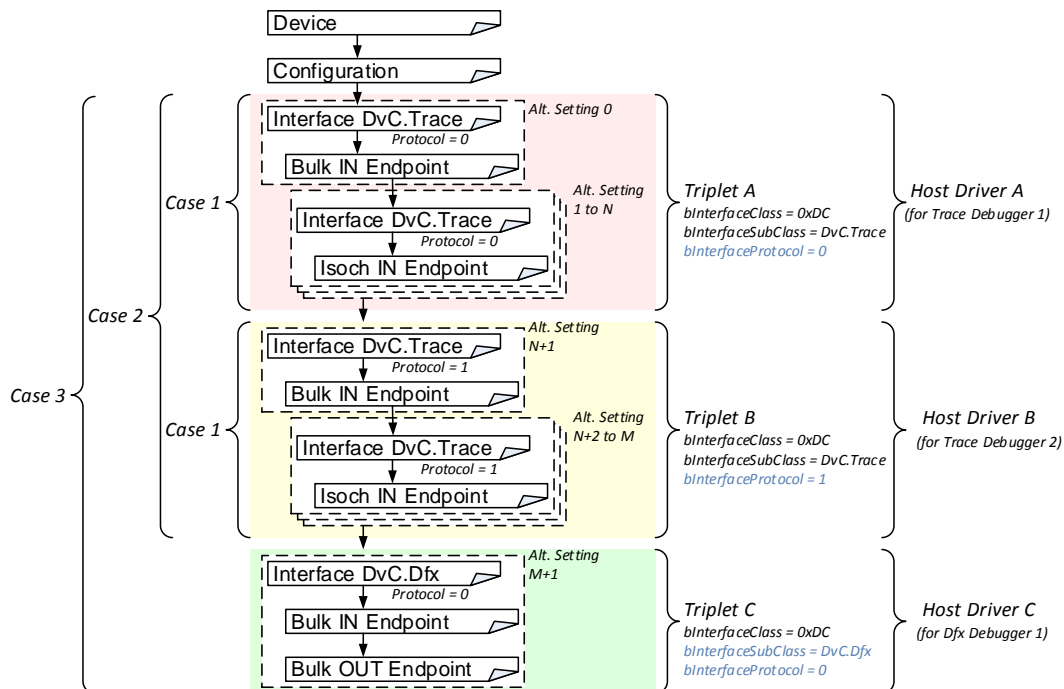 Device
Configuration
Alt. Setting 0
Interface DvC.Trace
Protocol = 0
Bulk IN Endpoint
Alt. Setting
1 to N
Interface DvC.Trace
Protocol = 0
Isoch IN Endpoint
Case 1
Triplet A
bInterfaceClass = 0xDC
bInterfaceSubClass = DvC.Trace
bInterfaceProtocol = 0
Host Driver A
(for Trace Debugger 1)
Case 2
Case 3
Alt. Setting
N+1
Interface DvC.Trace
Protocol = 1
Bulk IN Endpoint
Alt. Setting
N+2 to M
Interface DvC.Trace
Protocol = 1
Isoch IN Endpoint
Case 1
Triplet B
bInterfaceClass = 0xDC
bInterfaceSubClass = DvC.Trace
bInterfaceProtocol = 1
Host Driver B
(for Trace Debugger 2)
Alt. Setting
M+1
Interface DvC.Dfx
Protocol = 0
Bulk IN Endpoint
Bulk OUT Endpoint
Triplet C
bInterfaceClass = 0xDC
bInterfaceSubClass = DvC.Dfx
bInterfaceProtocol = 0
Host Driver C
(for Dfx Debugger 1)